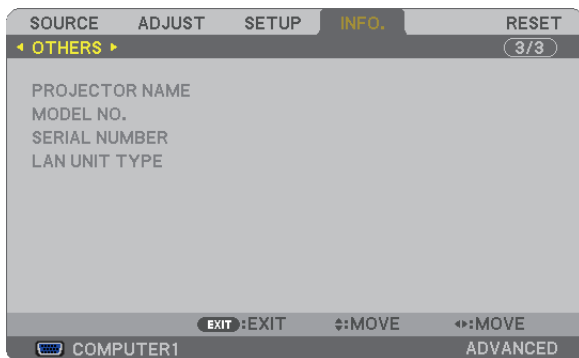 SOURCE ADJUST SETUP INFO. RESET
OTHERS 3/3
PROJECTOR NAME
MODEL NO.
SERIAL NUMBER
LAN UNIT TYPE
EXIT :EXIT :MOVE :MOVE
COMPUTER1 ADVANCED